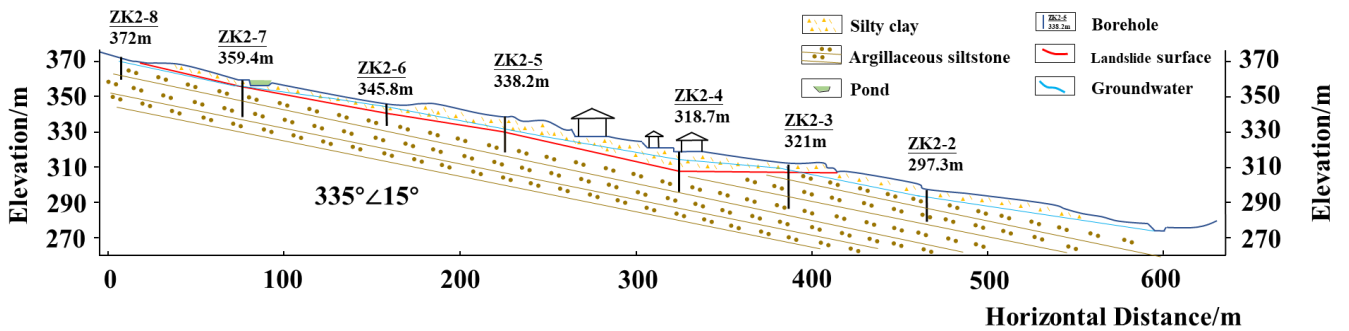 ZK2-8
372m
ZK2-7
359.4m
ZK2-6
345.8m
ZK2-5
338.2m
ZK2-4
318.7m
ZK2-3
321m
ZK2-2
297.3m
Silty clay
Argillaceous siltstone
Pond
ZK2-8
338.2m
Borehole
Landslide surface
Groundwater
Elevation/m
370
350
330
310
290
270
335°∠15°
370
350
330
310
290
270
Elevation/m
0
100
200
300
400
500
600
Horizontal Distance/m